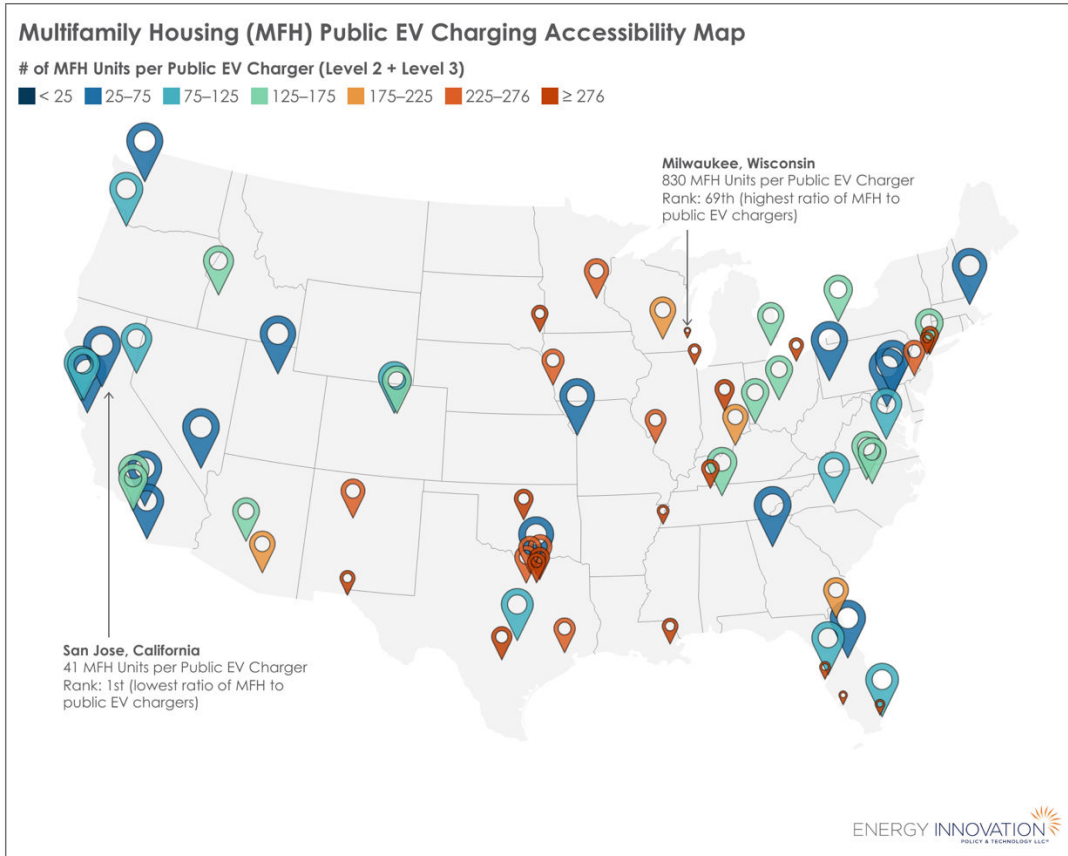 Multifamily Housing (MFH) Public EV Charging Accessibility Map
# of MFH Units per Public EV Charger (Level 2 + Level 3)
< 25 25–75 75–125 125–175 175–225 225–276 ≥ 276
Milwaukee, Wisconsin
830 MFH Units per Public EV Charger
Rank: 69th (highest ratio of MFH to
public EV chargers)
San Jose, California
41 MFH Units per Public EV Charger
Rank: 1st (lowest ratio of MFH to
public EV chargers)
ENERGY INNOVATION
POLICY & TECHNOLOGY LLC®